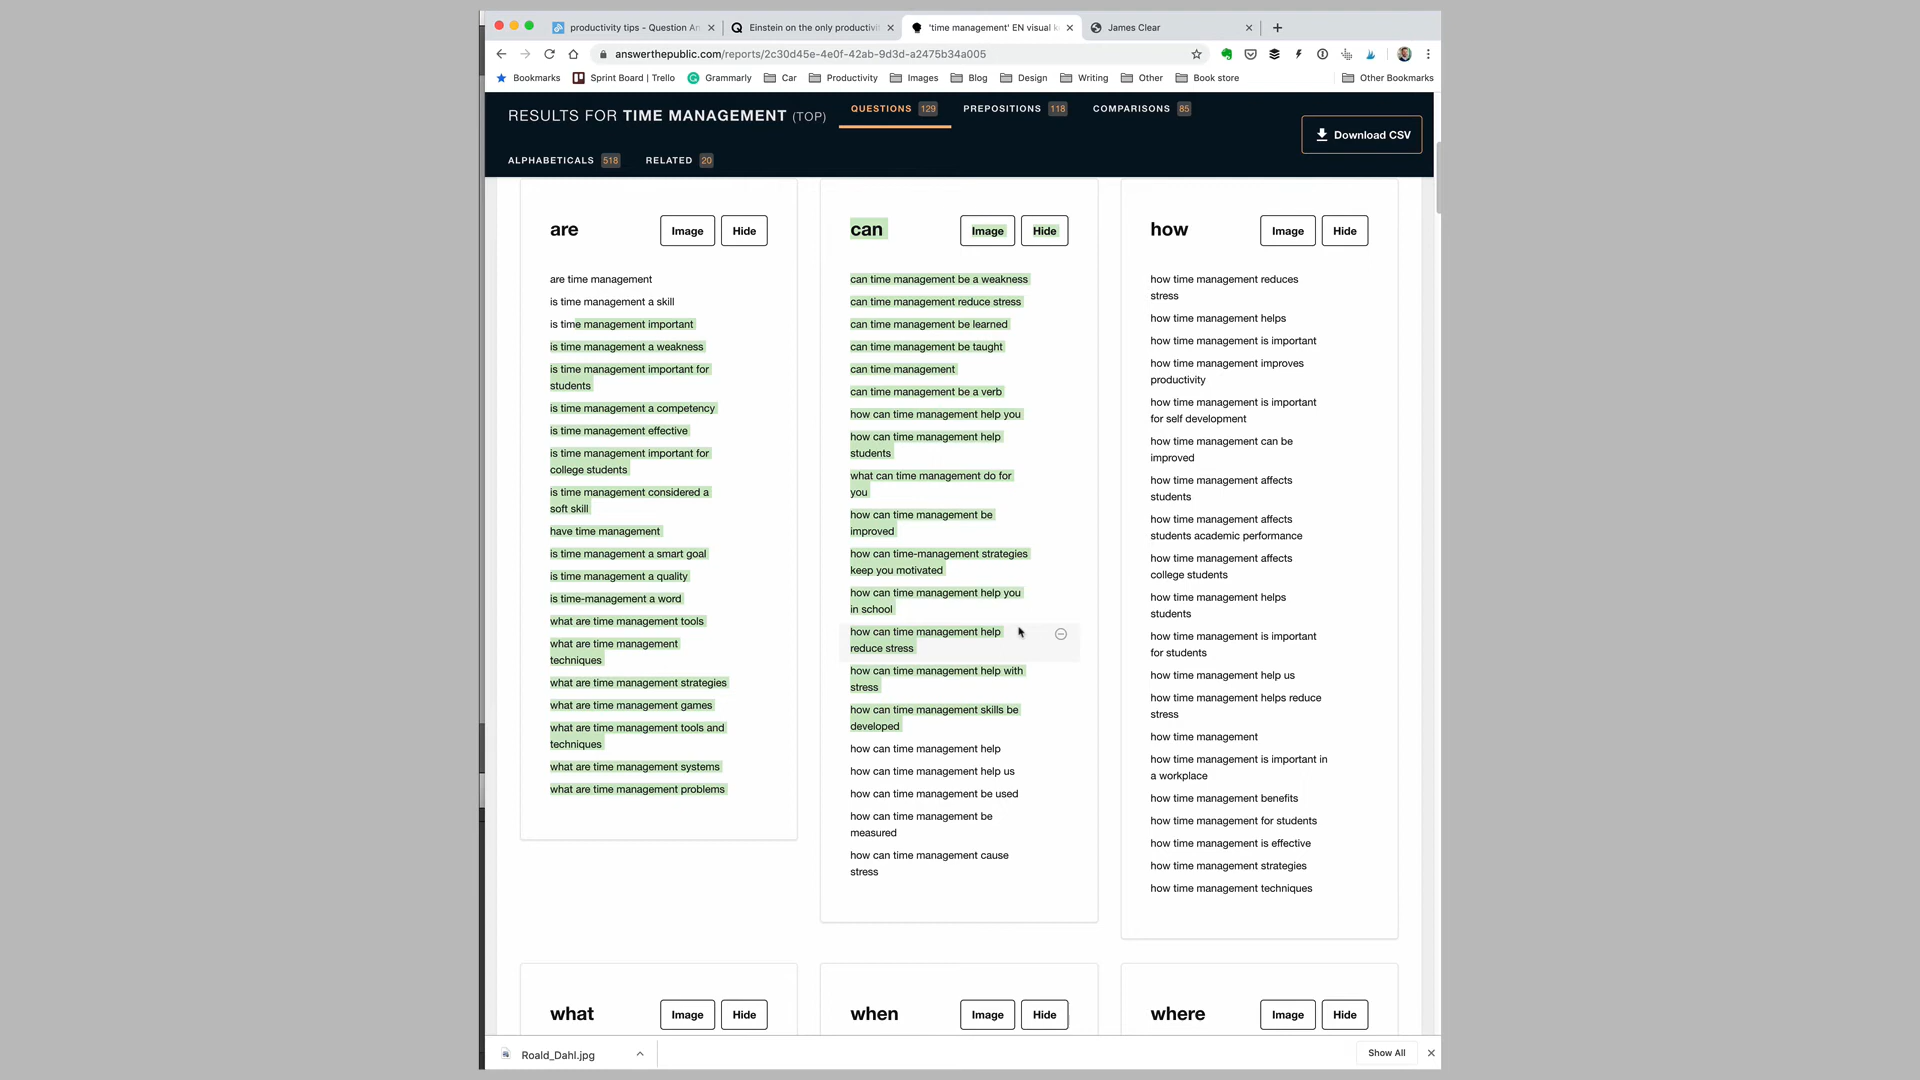 productivity tips - Question An
Einstein on the only productivit
'time management' EN visual k
James Clear
answerthepublic.com/reports/2c30d45e-4e0f-42ab-9d3d-a2475b34a005
Bookmarks
Sprint Board | Trello
Grammarly
Car
Productivity
Images
Blog
Design
Writing
Other
Book store
Other Bookmarks
RESULTS FOR TIME MANAGEMENT (TOP)
QUESTIONS 129
PREPOSITIONS 118
COMPARISONS 85
ALPHABETICALS 518
RELATED 20
Download CSV
are
Image
Hide
are time management
is time management a skill
is time management important
is time management a weakness
is time management important for
students
is time management a competency
is time management effective
is time management important for
college students
is time management considered a
soft skill
have time management
is time management a smart goal
is time management a quality
is time-management a word
what are time management tools
what are time management
techniques
what are time management strategies
what are time management games
what are time management tools and
techniques
what are time management systems
what are time management problems
can
Image
Hide
can time management be a weakness
can time management reduce stress
can time management be learned
can time management be taught
can time management
can time management be a verb
how can time management help you
how can time management help
students
what can time management do for
you
how can time management be
improved
how can time-management strategies
keep you motivated
how can time management help you
in school
how can time management help
reduce stress
how can time management help with
stress
how can time management skills be
developed
how can time management help
how can time management help us
how can time management be used
how can time management be
measured
how can time management cause
stress
how
Image
Hide
how time management reduces
stress
how time management helps
how time management is important
how time management improves
productivity
how time management is important
for self development
how time management can be
improved
how time management affects
students
how time management affects
students academic performance
how time management affects
college students
how time management helps
students
how time management is important
for students
how time management help us
how time management helps reduce
stress
how time management
how time management is important in
a workplace
how time management benefits
how time management for students
how time management is effective
how time management strategies
how time management techniques
what
Image
Hide
when
Image
Hide
where
Image
Hide
Roald_Dahl.jpg
Show All